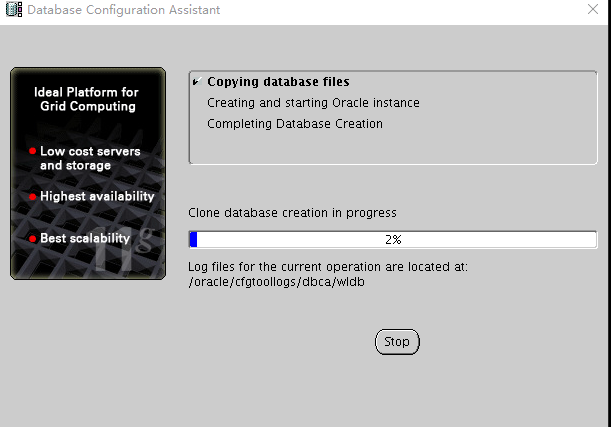 Database Configuration Assistant
Ideal Platform for
Grid Computing
Low cost servers
and storage
Highest availability
Best scalability
11g
Copying database files
Creating and starting Oracle instance
Completing Database Creation
Clone database creation in progress
2%
Log files for the current operation are located at:
/oracle/cfgtoollogs/dbca/wldb
Stop